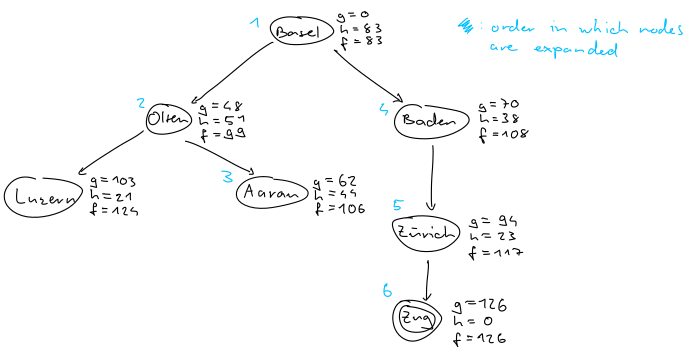 1
Basel
g=0
h=83
f=83
: order in which nodes
are expanded
2
Olten
g=48
h=51
f=99
4
Baden
g=70
h=38
f=108
Luzern
g=103
h=21
f=124
3
Aarau
g=62
h=44
f=106
5
Zürich
g=94
h=23
f=117
6
Zug
g=126
h=0
f=126